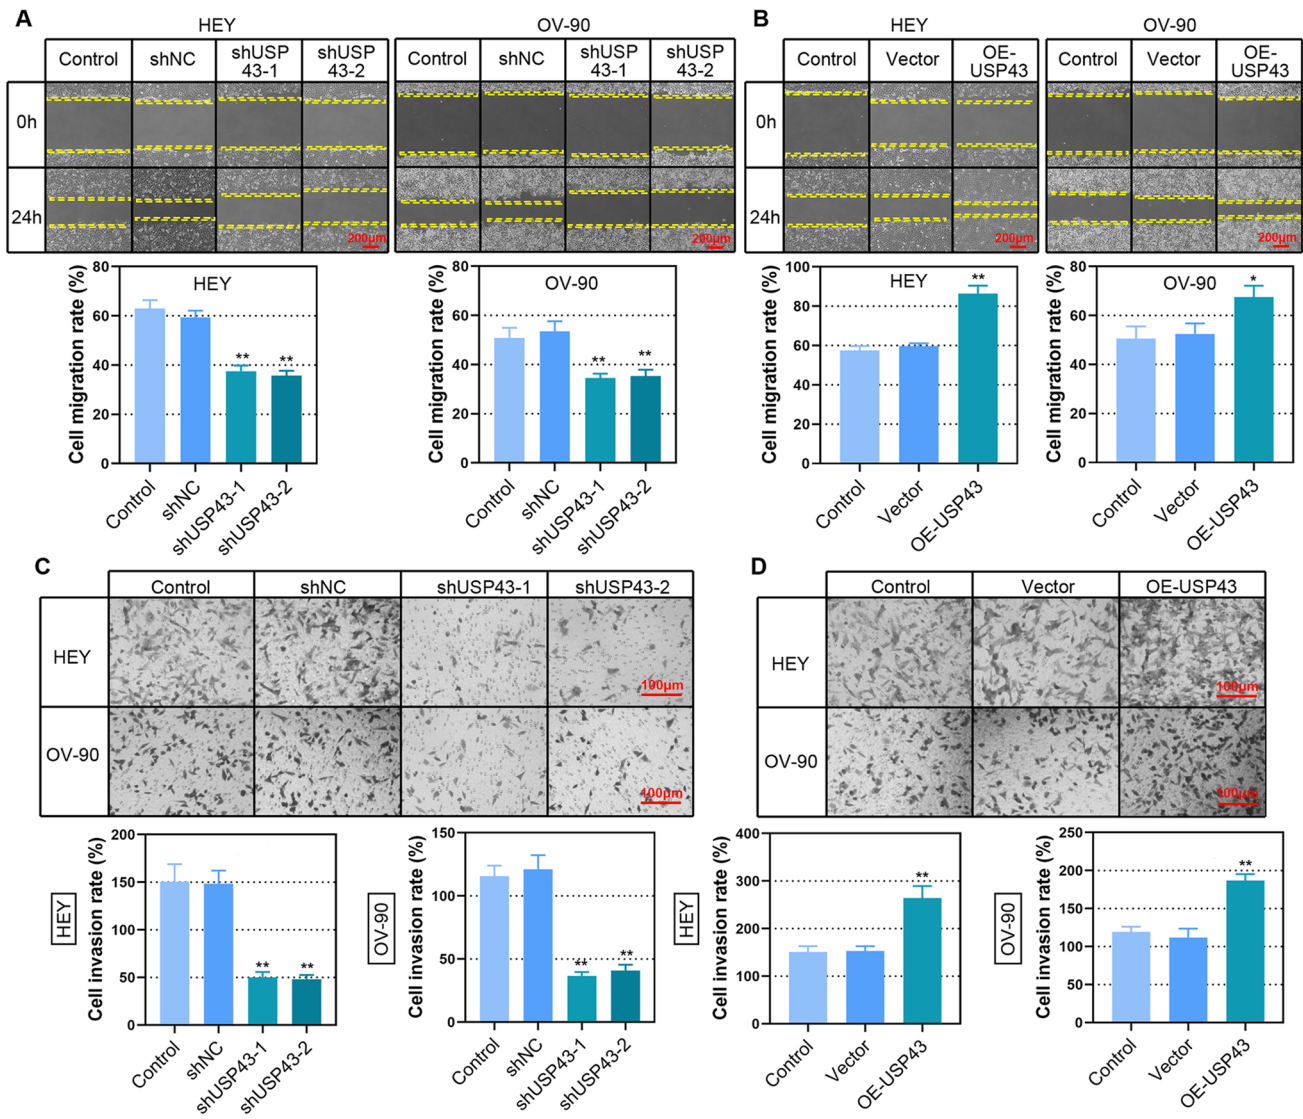 A
HEY
OV-90
Control
shNC
shUSP
43-1
shUSP
43-2
Control
shNC
shUSP
43-1
shUSP
43-2
0h
24h
200μm
200μm
B
HEY
OV-90
Control
Vector
OE-
USP43
Control
Vector
OE-
USP43
0h
24h
200μm
200μm
HEY
Cell migration rate (%)
80
60
40
20
0
**
**
Control
shNC
shUSP43-1
shUSP43-2
OV-90
Cell migration rate (%)
80
60
40
20
0
**
**
Control
shNC
shUSP43-1
shUSP43-2
HEY
Cell migration rate (%)
100
80
60
40
20
0
**
Control
Vector
OE-USP43
OV-90
Cell migration rate (%)
80
60
40
20
0
*
Control
Vector
OE-USP43
C
Control
shNC
shUSP43-1
shUSP43-2
HEY
100μm
OV-90
100μm
D
Control
Vector
OE-USP43
HEY
100μm
OV-90
100μm
HEY
Cell invasion rate (%)
200
150
100
50
0
**
**
Control
shNC
shUSP43-1
shUSP43-2
OV-90
Cell invasion rate (%)
150
100
50
0
**
**
Control
shNC
shUSP43-1
shUSP43-2
HEY
Cell invasion rate (%)
400
300
200
100
0
**
Control
Vector
OE-USP43
OV-90
Cell invasion rate (%)
250
200
150
100
50
0
**
Control
Vector
OE-USP43